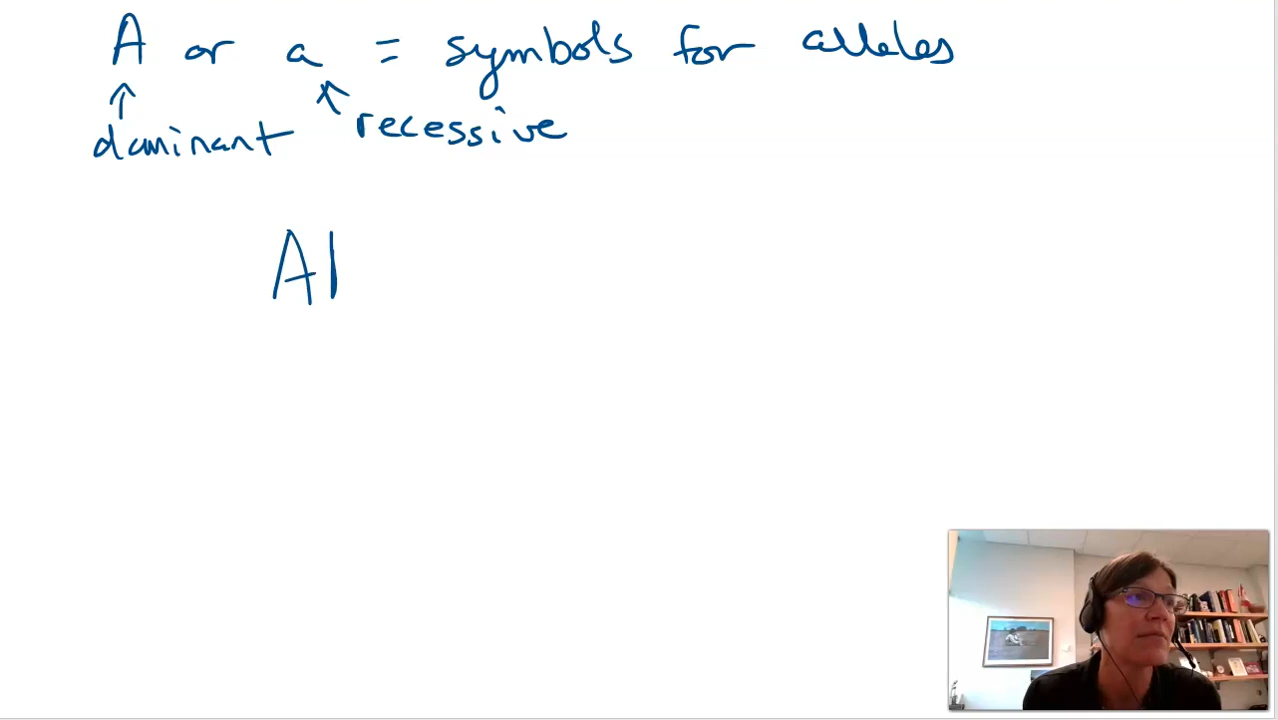 A or a = symbols for alleles
↑ ↑
dominant recessive
A|